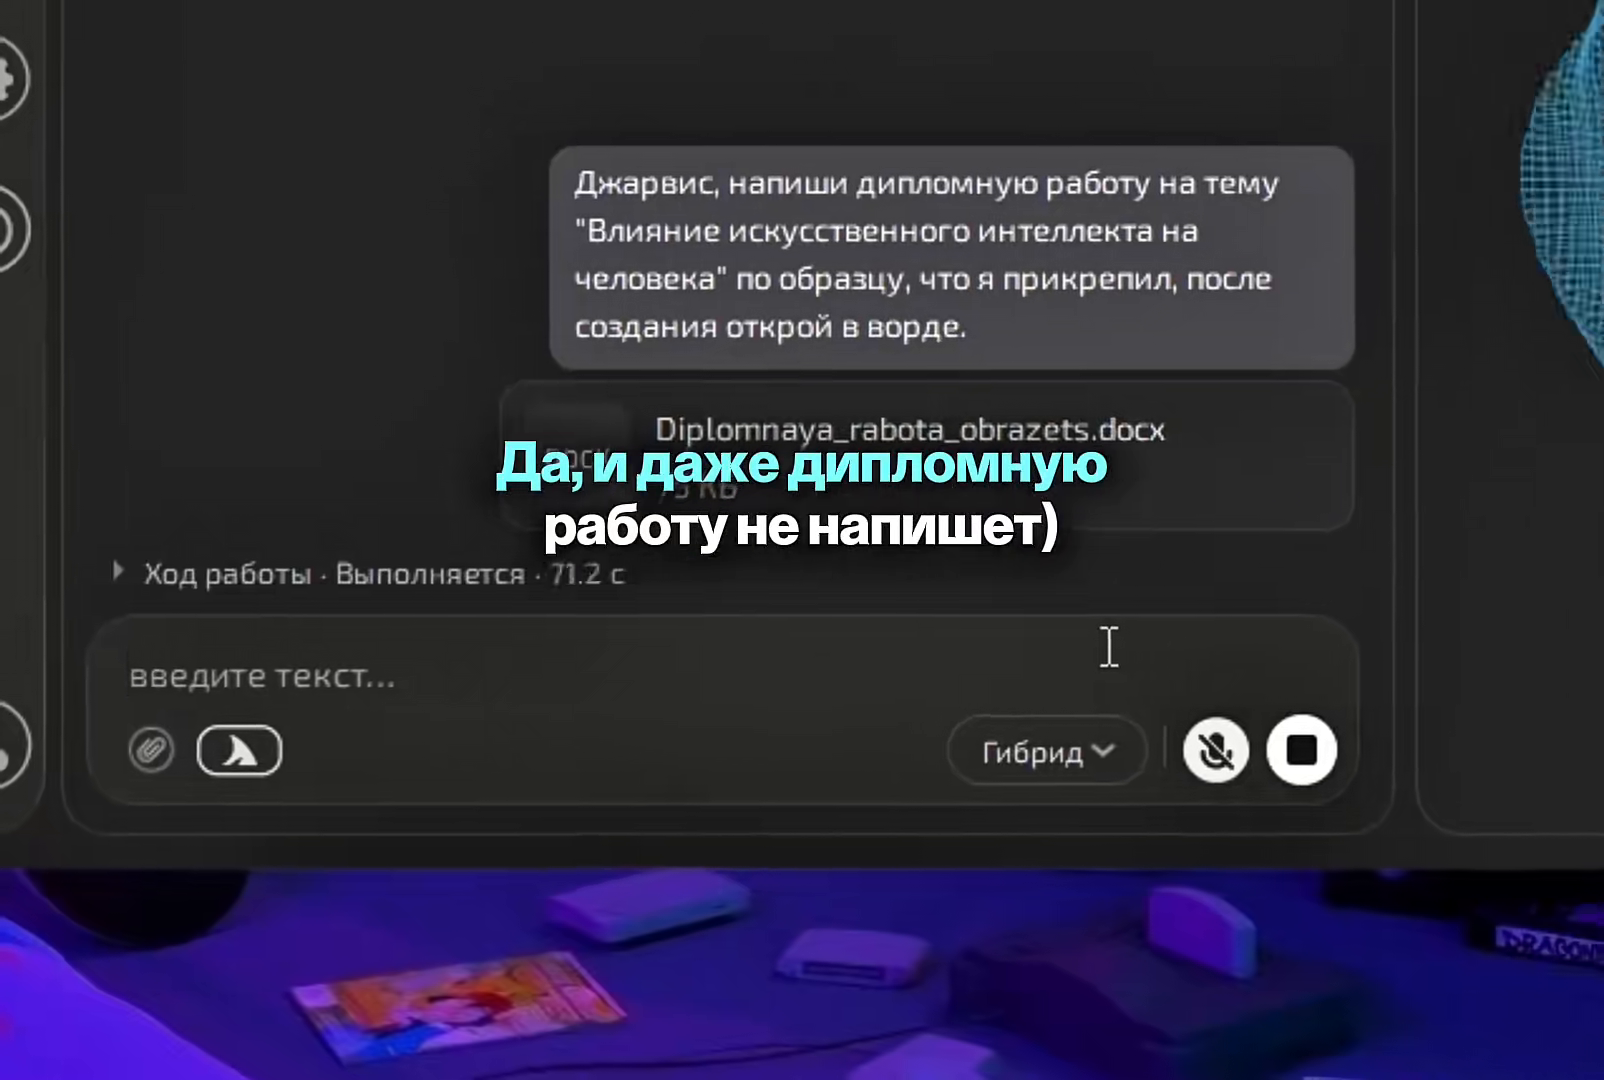 Джарвис, напиши дипломную работу на тему
"Влияние искусственного интеллекта на
человека" по образцу, что я прикрепил, после
создания открой в ворде.
Diplomnaya_rabota_obrazets.docx
Да, и даже дипломную
работу не напишет)
Ход работы · Выполняется · 71.2 с
введите текст...
Гибрид